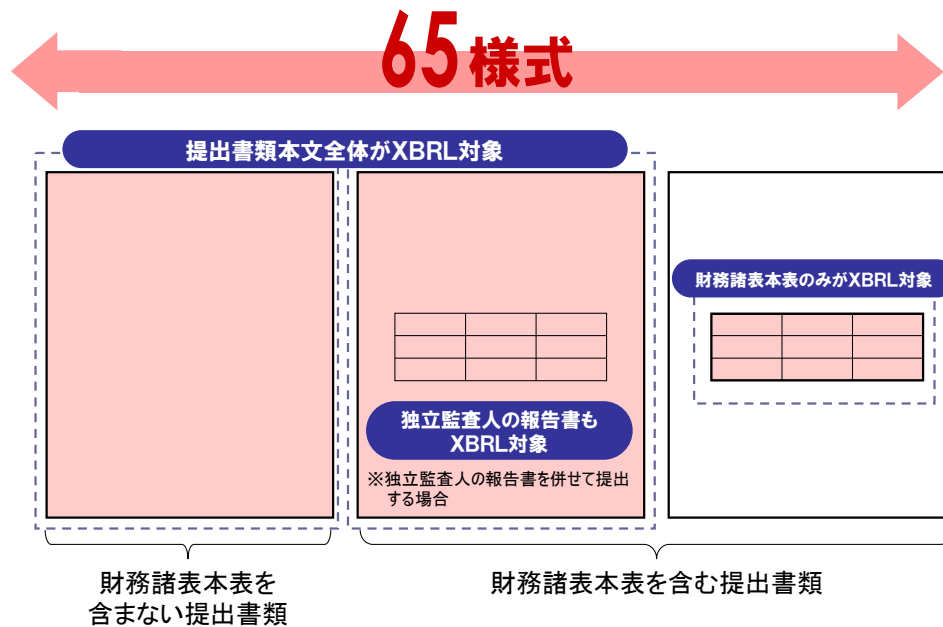 65様式
提出書類本文全体がXBRL対象
財務諸表本表のみがXBRL対象
独立監査人の報告書も
XBRL対象
※独立監査人の報告書を併せて提出
する場合
財務諸表本表を
含まない提出書類
財務諸表本表を含む提出書類